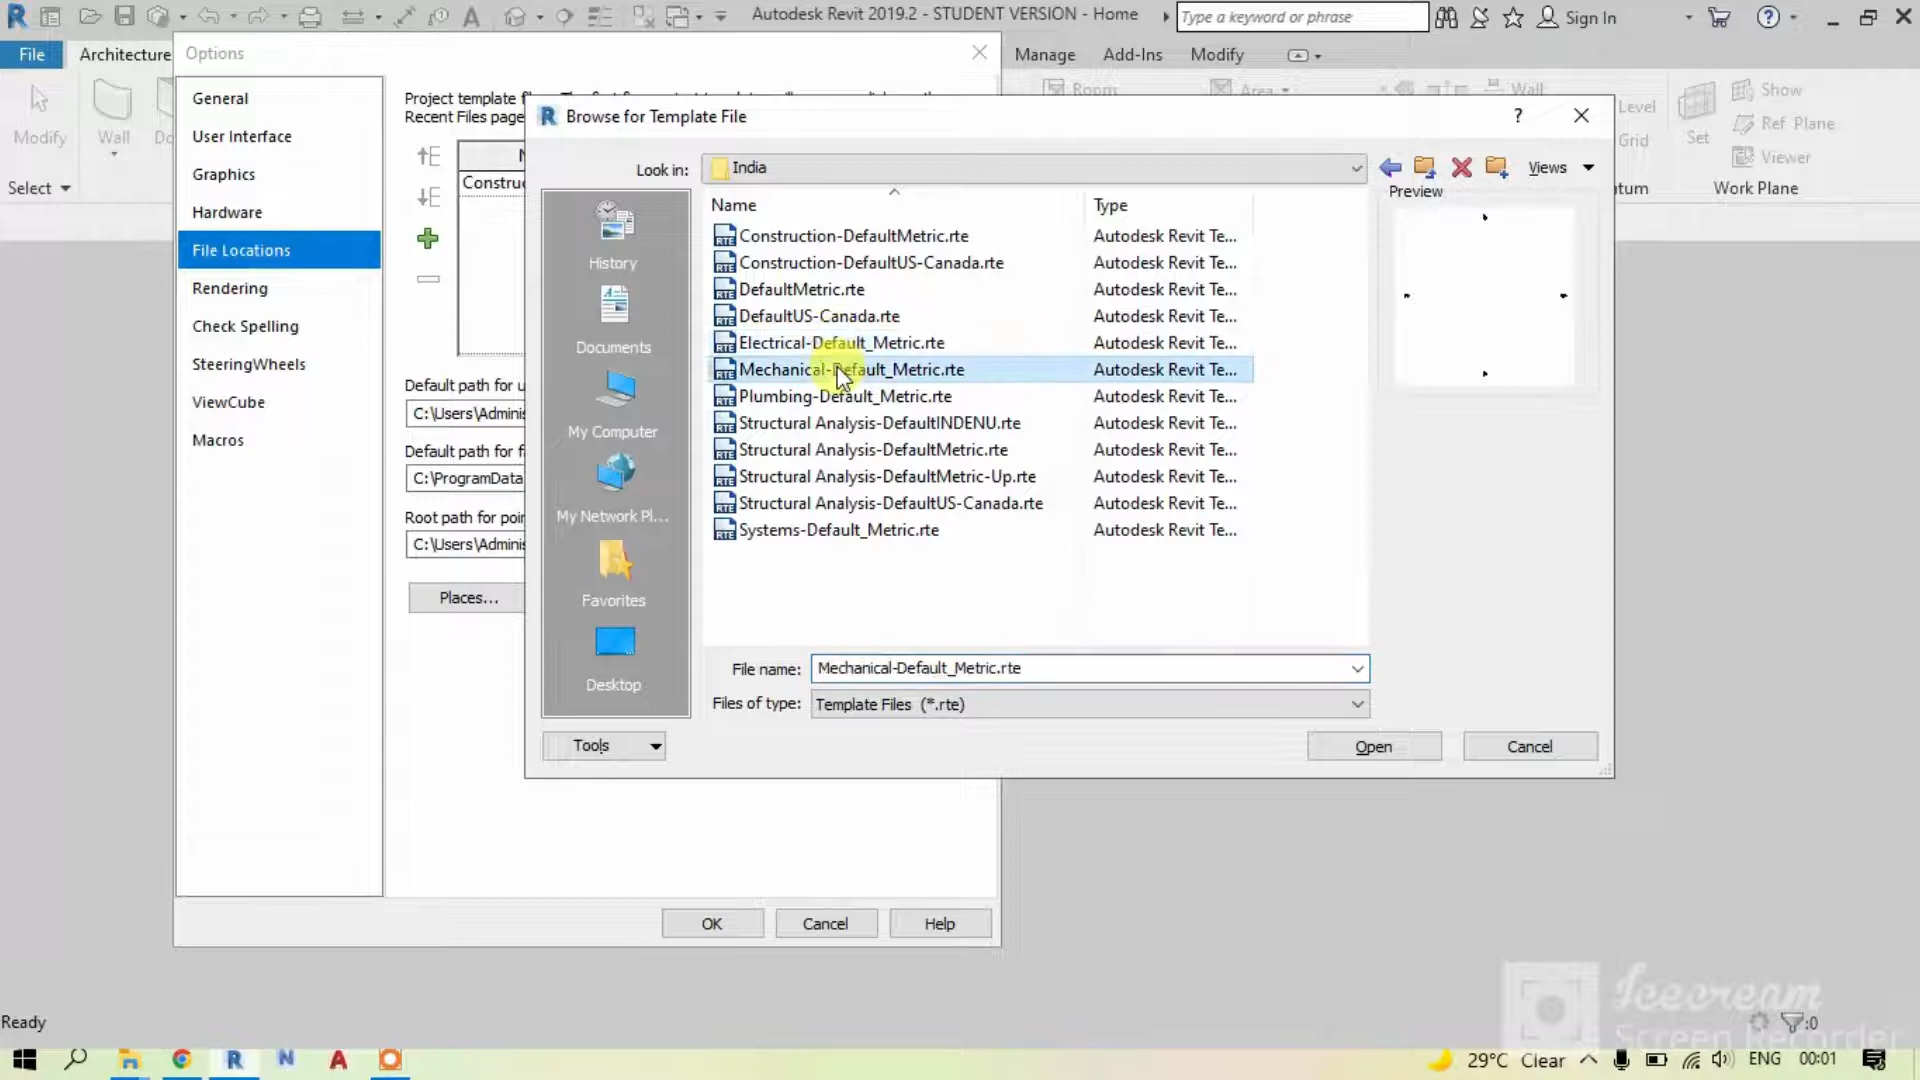 Autodesk Revit 2019.2 - STUDENT VERSION - Home
Type a keyword or phrase
Sign In
File
Architecture
Manage
Add-Ins
Modify
Modify
Wall
Select
Room
Area
Wall
Level
Grid
Set
Show
Ref Plane
Viewer
Work Plane
Options
General
User Interface
Graphics
Hardware
File Locations
Rendering
Check Spelling
SteeringWheels
ViewCube
Macros
Project template f
Recent Files page
Constru
Default path for u
C:\Users\Adminis
Default path for f
C:\ProgramData
Root path for poin
C:\Users\Adminis
Places...
OK
Cancel
Help
Browse for Template File
Look in:
India
Views
Preview
History
Documents
My Computer
My Network Pl...
Favorites
Desktop
Name Type
Construction-DefaultMetric.rte Autodesk Revit Te...
Construction-DefaultUS-Canada.rte Autodesk Revit Te...
DefaultMetric.rte Autodesk Revit Te...
DefaultUS-Canada.rte Autodesk Revit Te...
Electrical-Default_Metric.rte Autodesk Revit Te...
Mechanical-Default_Metric.rte Autodesk Revit Te...
Plumbing-Default_Metric.rte Autodesk Revit Te...
Structural Analysis-DefaultINDENU.rte Autodesk Revit Te...
Structural Analysis-DefaultMetric.rte Autodesk Revit Te...
Structural Analysis-DefaultMetric-Up.rte Autodesk Revit Te...
Structural Analysis-DefaultUS-Canada.rte Autodesk Revit Te...
Systems-Default_Metric.rte Autodesk Revit Te...
File name: Mechanical-Default_Metric.rte
Files of type: Template Files (*.rte)
Tools
Open
Cancel
Icecream
Screen Recorder
Ready
:0
29°C Clear
ENG
00:01